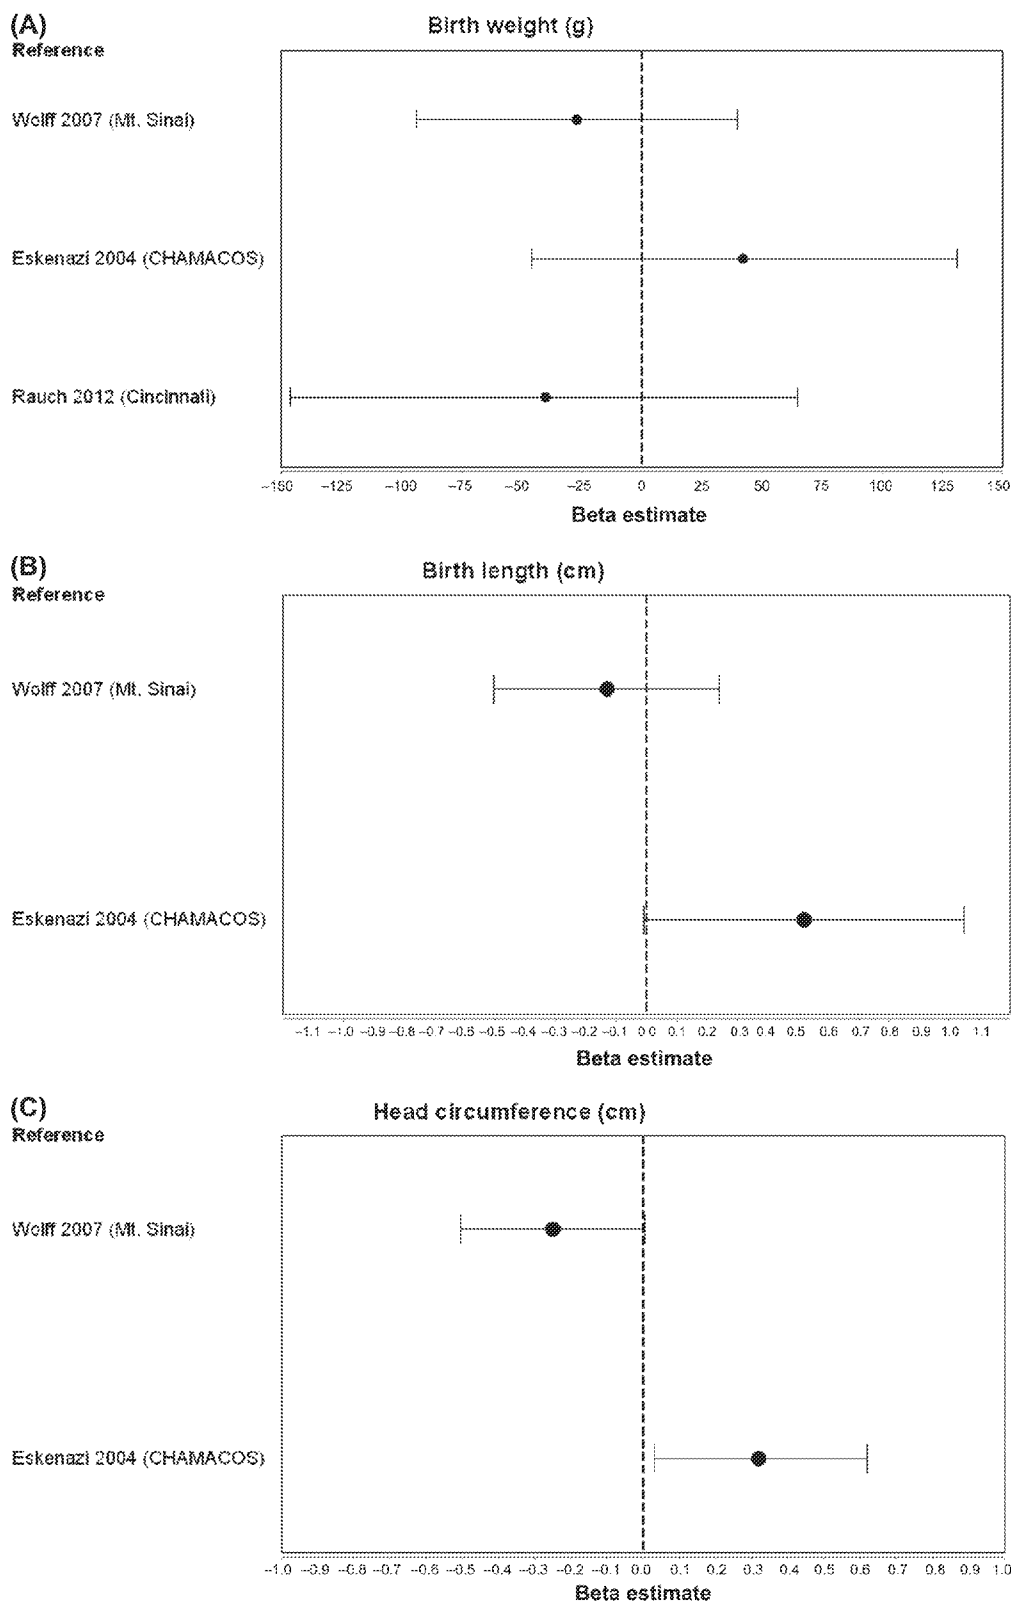 (A)
Birth weight (g)
Reference
Wolff 2007 (Mt. Sinai)
Eskenazi 2004 (CHAMACOS)
Rauch 2012 (Cincinnati)
−150 −125 −100 −75 −50 −25 0 25 50 75 100 125 150
Beta estimate
(B)
Birth length (cm)
Reference
Wolff 2007 (Mt. Sinai)
Eskenazi 2004 (CHAMACOS)
−1.1 −1.0 −0.9 −0.8 −0.7 −0.6 −0.5 −0.4 −0.3 −0.2 −0.1 0.0 0.1 0.2 0.3 0.4 0.5 0.6 0.7 0.8 0.9 1.0 1.1
Beta estimate
(C)
Head circumference (cm)
Reference
Wolff 2007 (Mt. Sinai)
Eskenazi 2004 (CHAMACOS)
−1.0 −0.9 −0.8 −0.7 −0.6 −0.5 −0.4 −0.3 −0.2 −0.1 0.0 0.1 0.2 0.3 0.4 0.5 0.6 0.7 0.8 0.9 1.0
Beta estimate